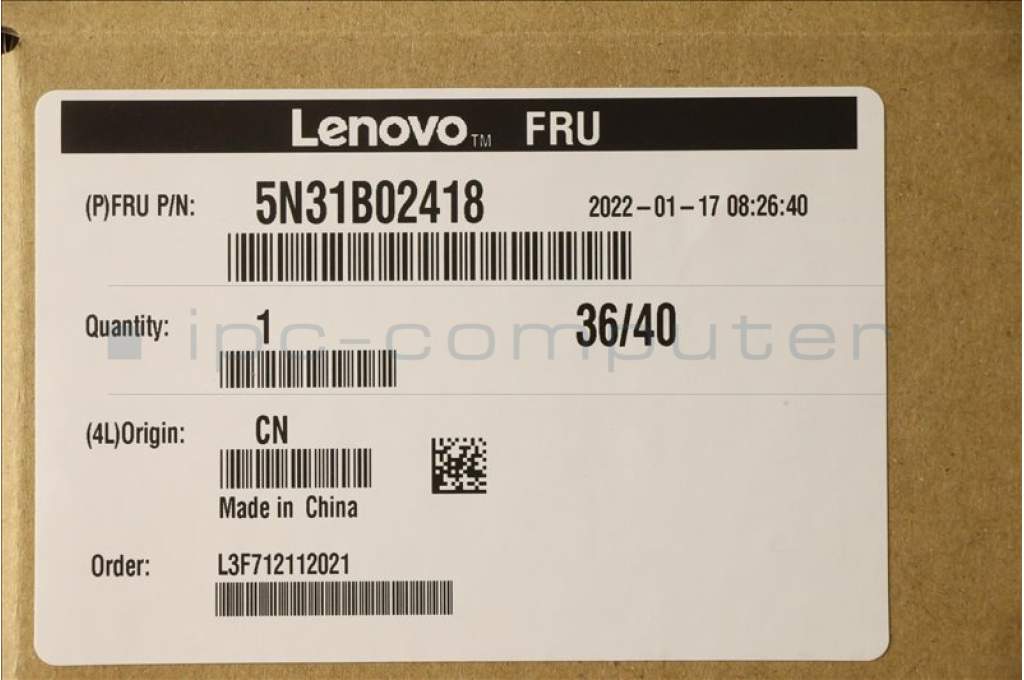 Lenovo™ FRU
(P)FRU P/N: 5N31B02418 2022-01-17 08:26:40
Quantity: 1 36/40
ipc-computer
(4L)Origin: CN
Made in China
Order: L3F712112021